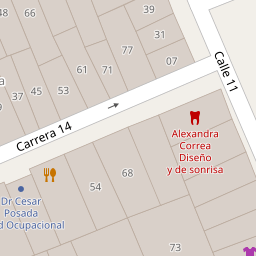 48
66
39
31
77
07
61
71
53
45
37
a
Calle 11
Carrera 14
Alexandra
Correa
Diseño
y de sonrisa
68
54
Dr Cesar
Posada
d Ocupacional
73